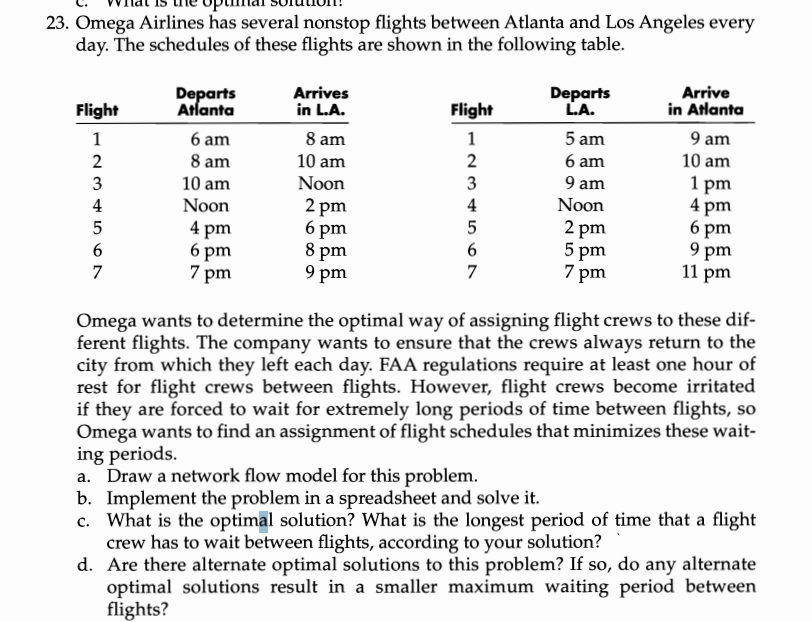 c. What is the optimal solution?
23. Omega Airlines has several nonstop flights between Atlanta and Los Angeles every
day. The schedules of these flights are shown in the following table.
Departs Arrives Departs Arrive
Flight Atlanta in L.A. Flight L.A. in Atlanta
1 6 am 8 am 1 5 am 9 am
2 8 am 10 am 2 6 am 10 am
3 10 am Noon 3 9 am 1 pm
4 Noon 2 pm 4 Noon 4 pm
5 4 pm 6 pm 5 2 pm 6 pm
6 6 pm 8 pm 6 5 pm 9 pm
7 7 pm 9 pm 7 7 pm 11 pm
Omega wants to determine the optimal way of assigning flight crews to these dif-
ferent flights. The company wants to ensure that the crews always return to the
city from which they left each day. FAA regulations require at least one hour of
rest for flight crews between flights. However, flight crews become irritated
if they are forced to wait for extremely long periods of time between flights, so
Omega wants to find an assignment of flight schedules that minimizes these wait-
ing periods.
a. Draw a network flow model for this problem.
b. Implement the problem in a spreadsheet and solve it.
c. What is the optimal solution? What is the longest period of time that a flight
crew has to wait between flights, according to your solution?
d. Are there alternate optimal solutions to this problem? If so, do any alternate
optimal solutions result in a smaller maximum waiting period between
flights?